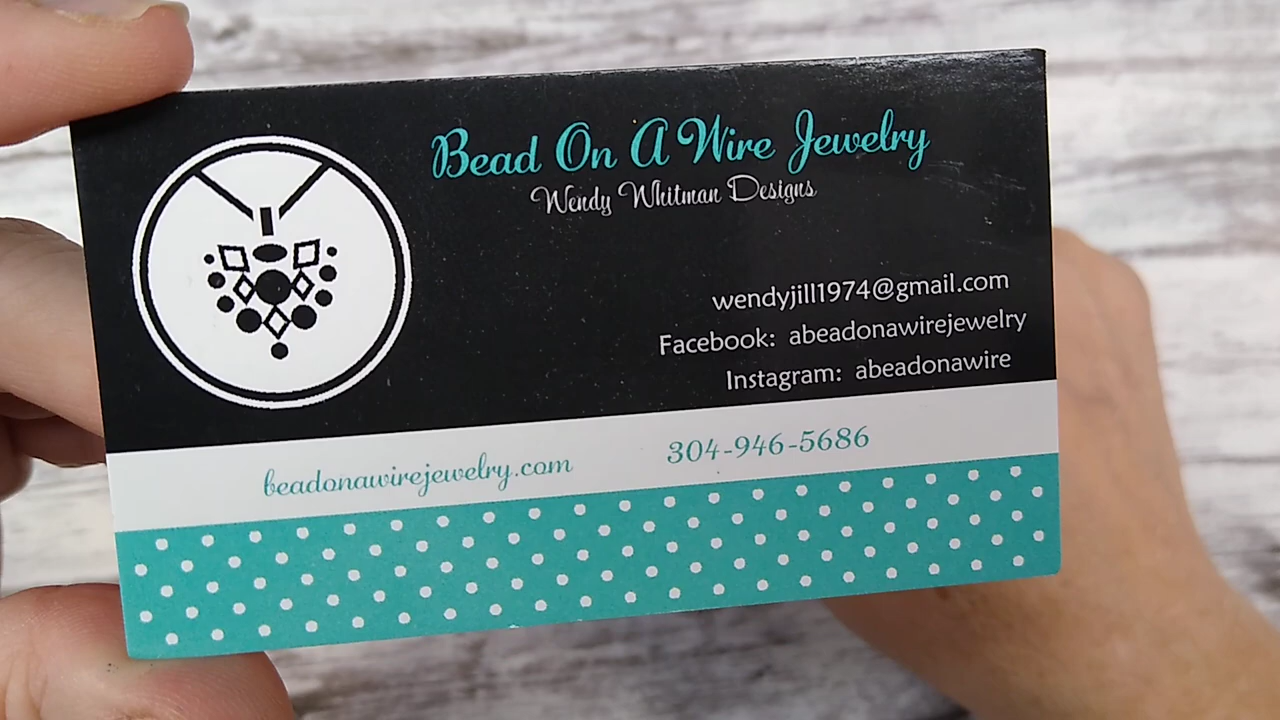 Bead On A Wire Jewelry
Wendy Whitman Designs
wendyjill1974@gmail.com
Facebook: abeadonawirejewelry
Instagram: abeadonawire
beadonawirejewelry.com 304-946-5686